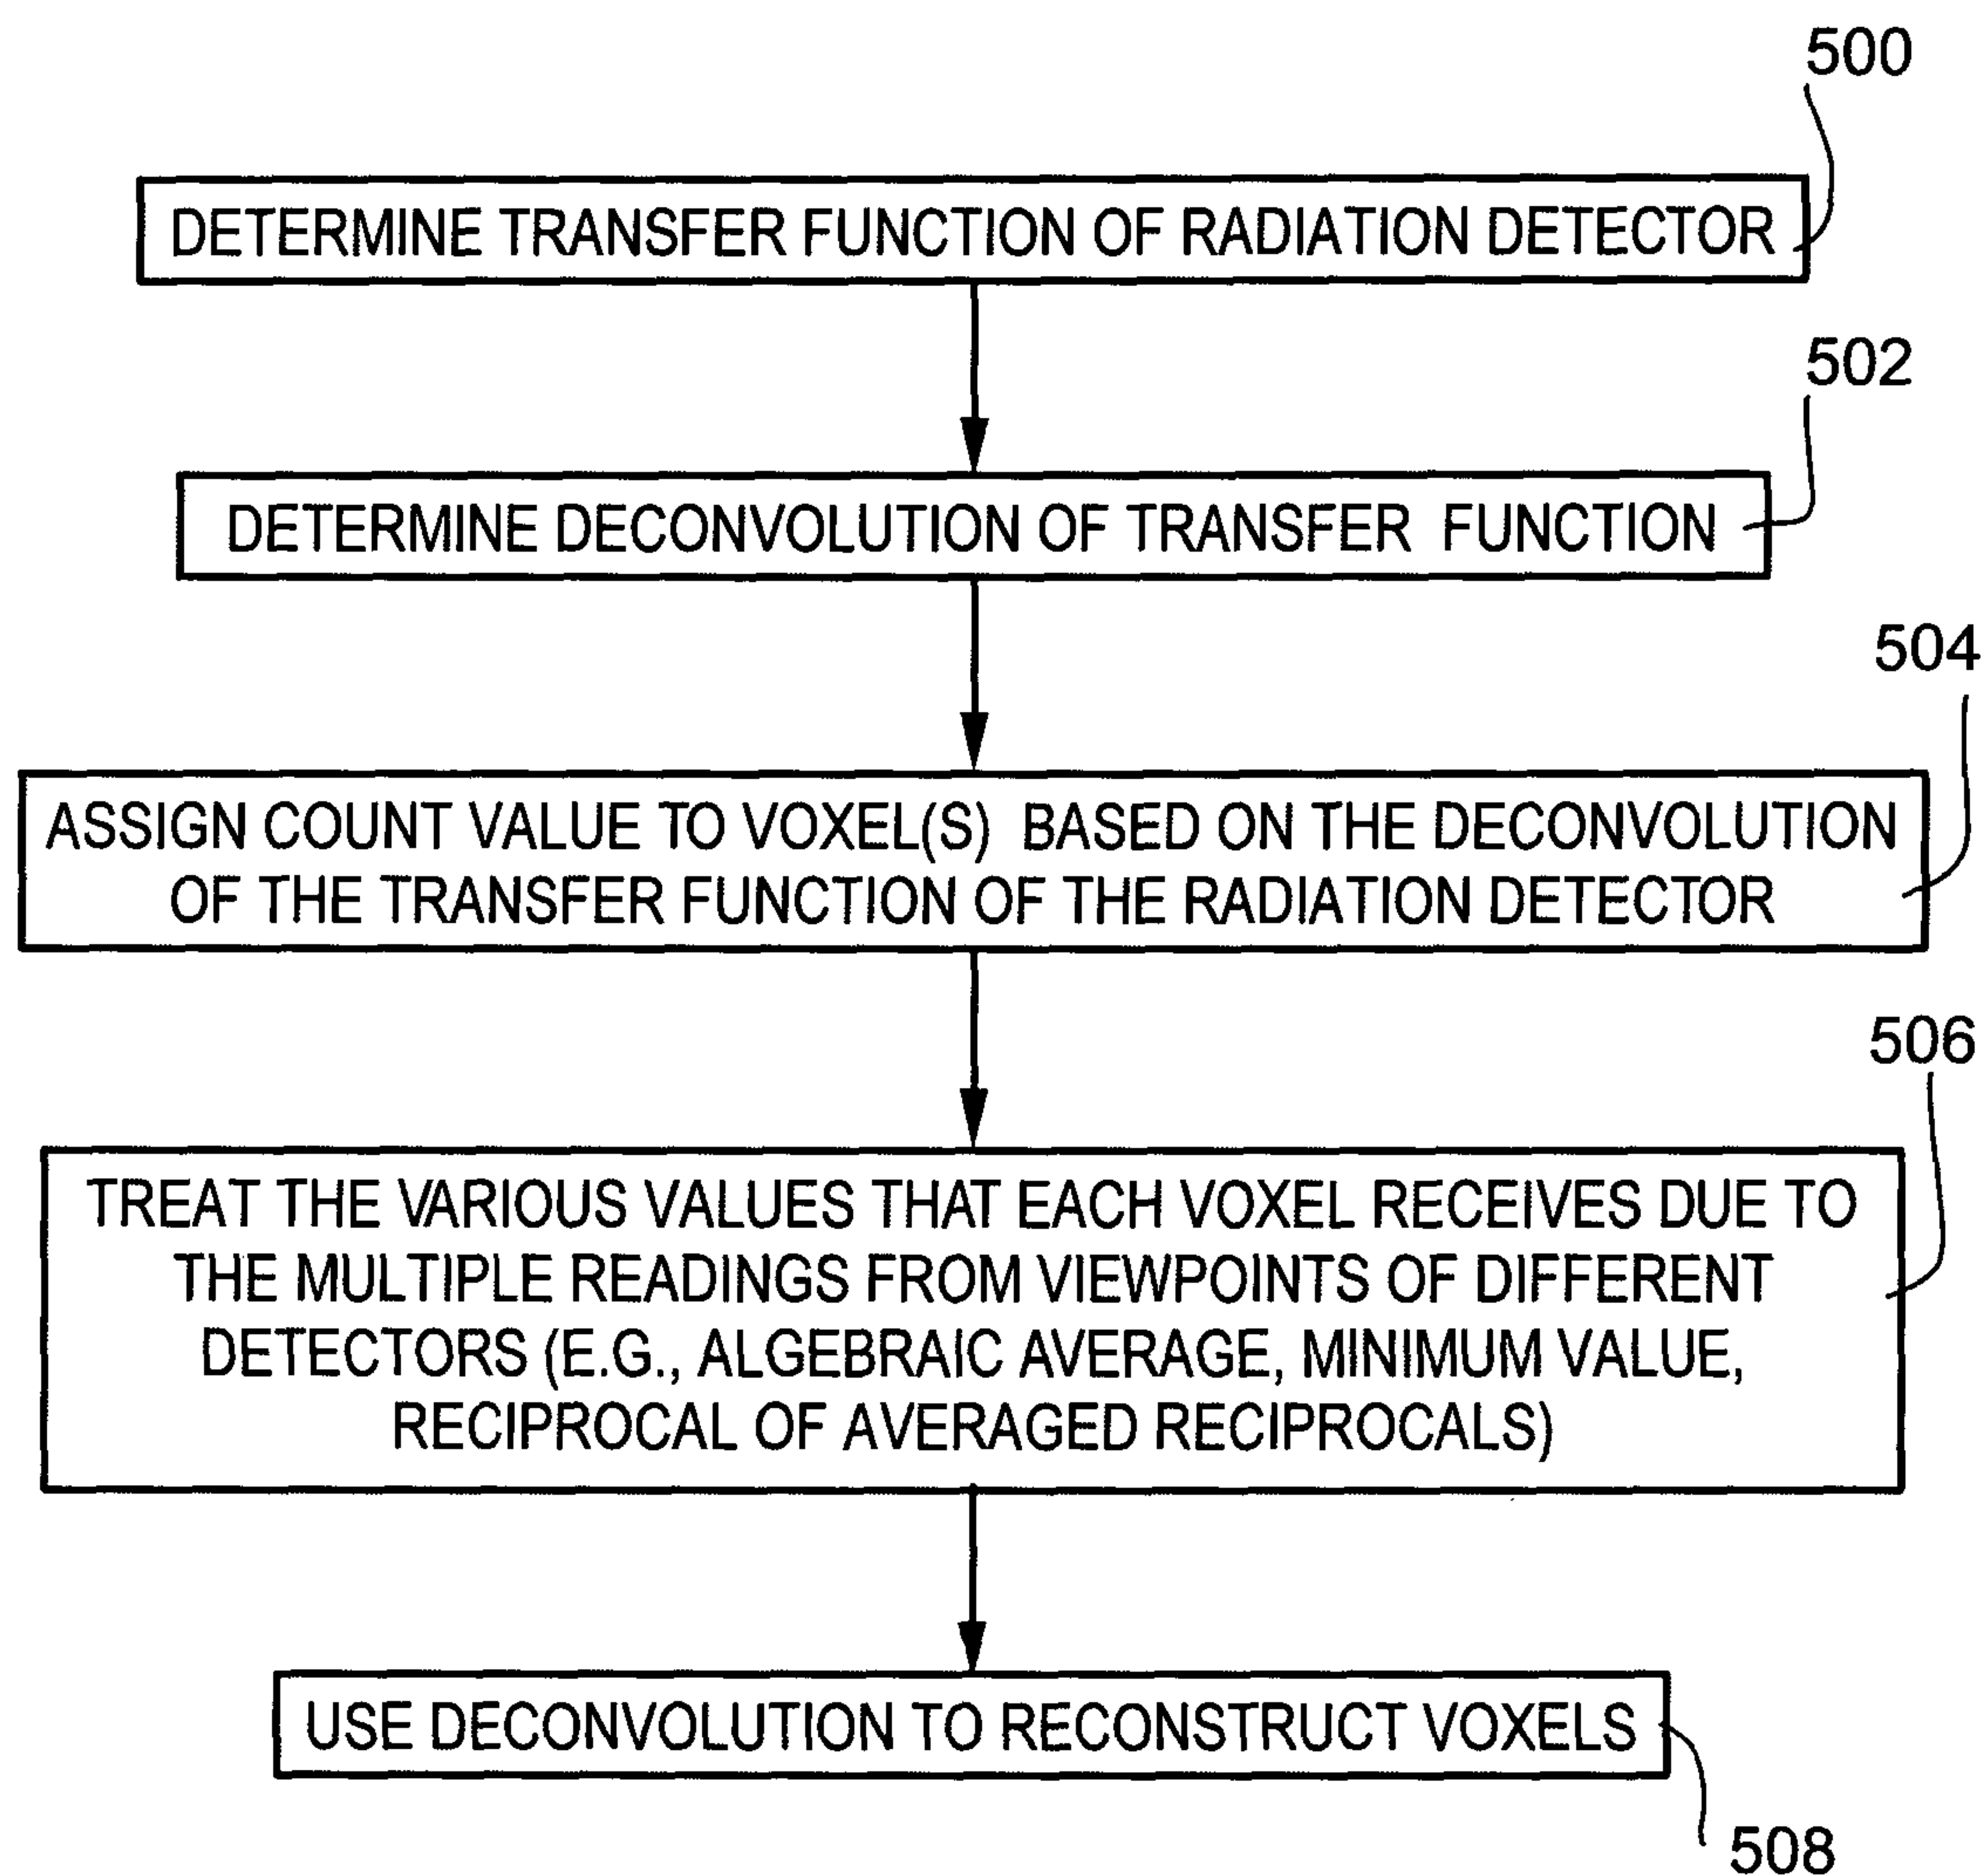 500
DETERMINE TRANSFER FUNCTION OF RADIATION DETECTOR
502
DETERMINE DECONVOLUTION OF TRANSFER FUNCTION
504
ASSIGN COUNT VALUE TO VOXEL(S) BASED ON THE DECONVOLUTION
OF THE TRANSFER FUNCTION OF THE RADIATION DETECTOR
506
TREAT THE VARIOUS VALUES THAT EACH VOXEL RECEIVES DUE TO
THE MULTIPLE READINGS FROM VIEWPOINTS OF DIFFERENT
DETECTORS (E.G., ALGEBRAIC AVERAGE, MINIMUM VALUE,
RECIPROCAL OF AVERAGED RECIPROCALS)
USE DECONVOLUTION TO RECONSTRUCT VOXELS
508